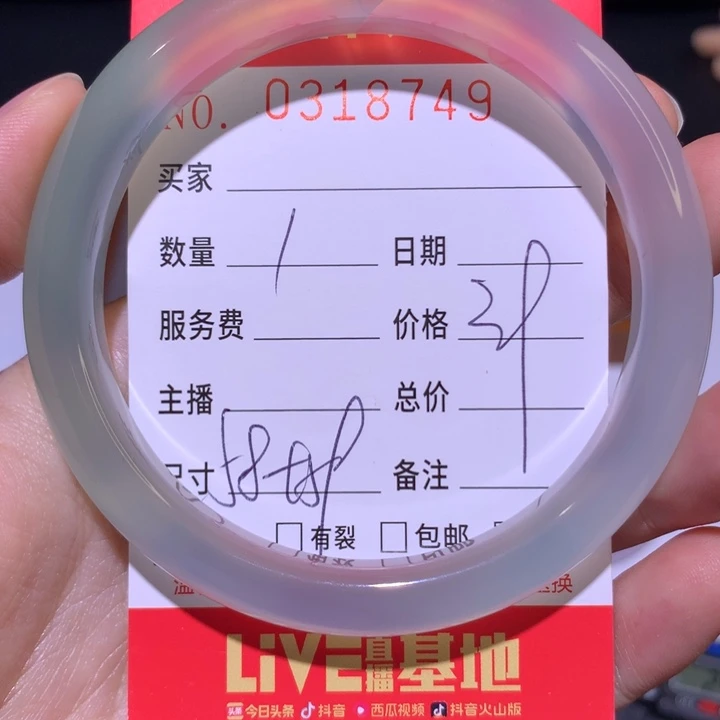 NO. 0318749
买家
数量 1 日期
服务费 价格
主播 总价
尺寸 58 备注
有裂 包邮
换
LiVE直播基地
今日头条 抖音 西瓜视频 抖音火山版